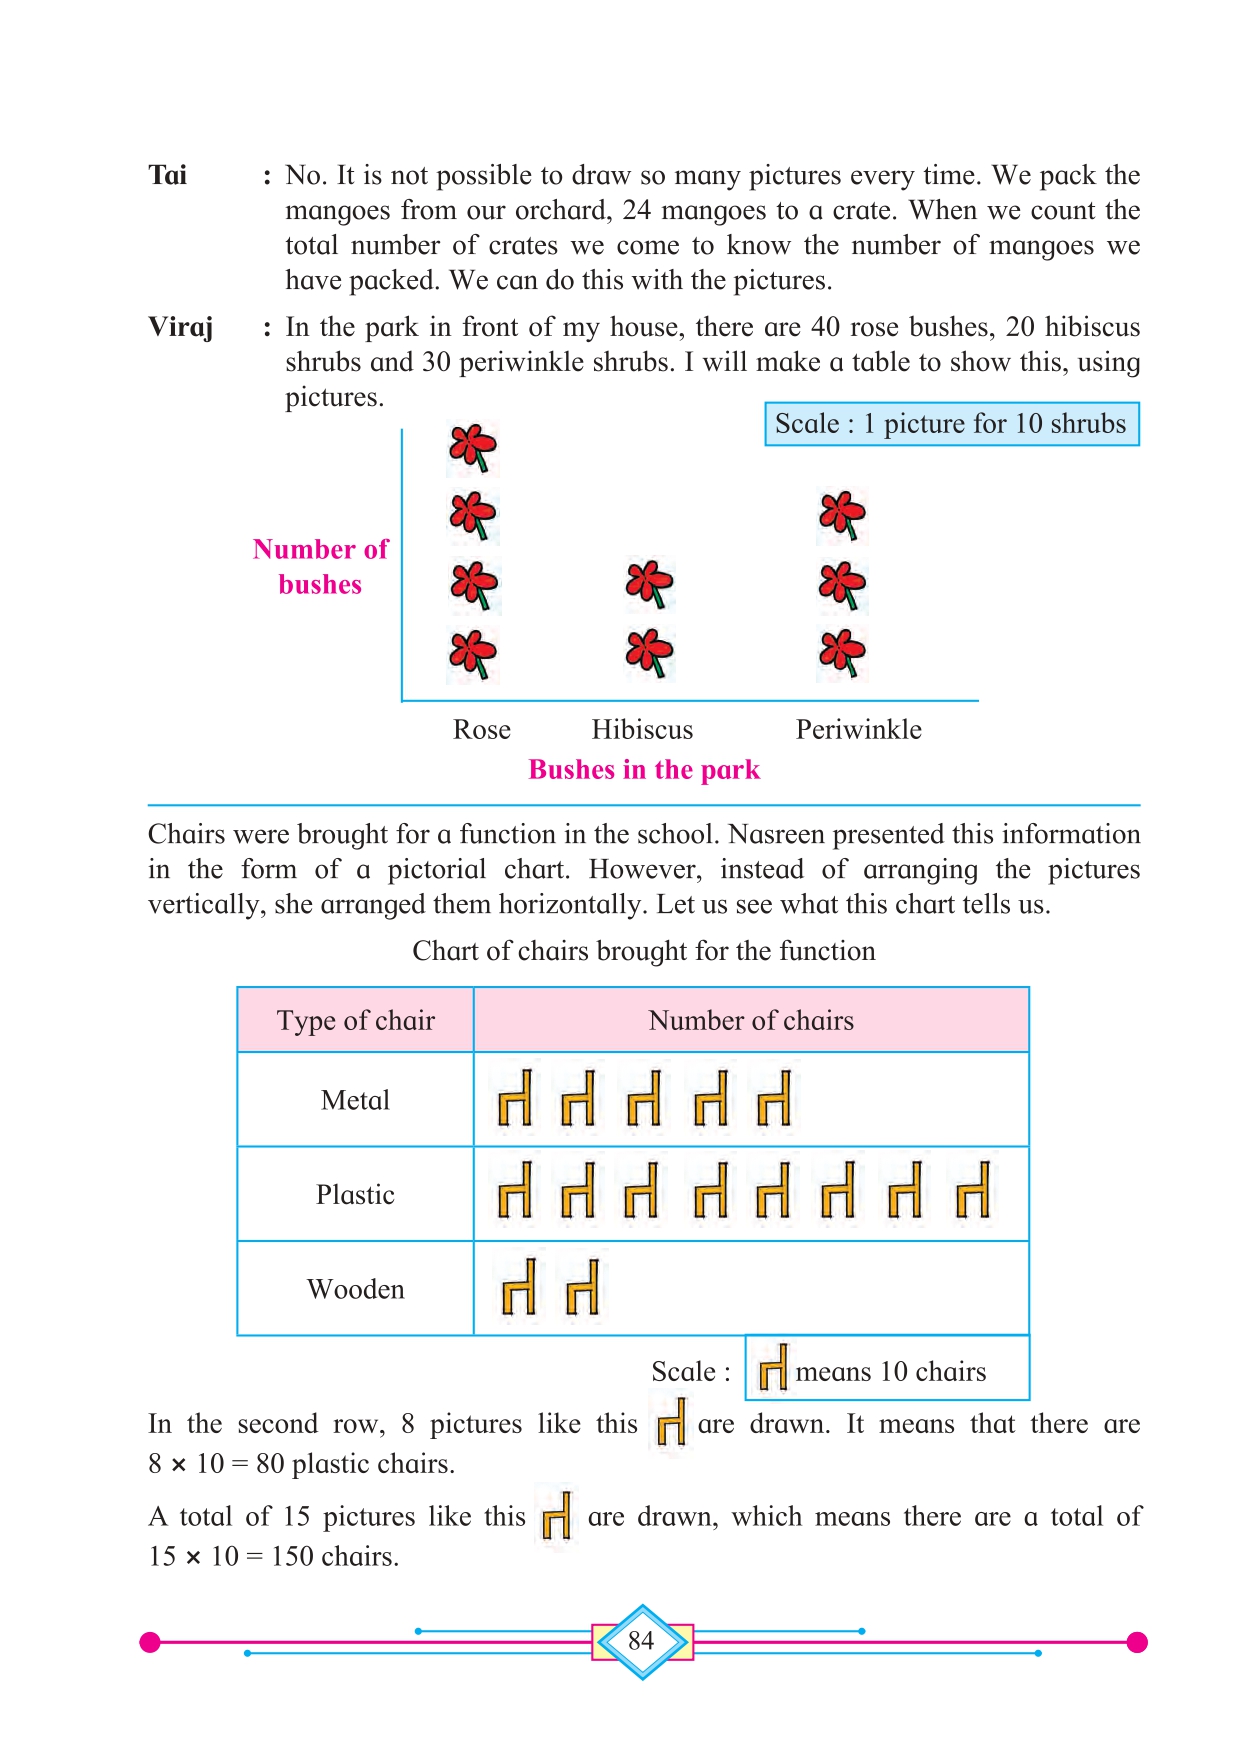 Tai : No. It is not possible to draw so many pictures every time. We pack the
mangoes from our orchard, 24 mangoes to a crate. When we count the
total number of crates we come to know the number of mangoes we
have packed. We can do this with the pictures.
Viraj : In the park in front of my house, there are 40 rose bushes, 20 hibiscus
shrubs and 30 periwinkle shrubs. I will make a table to show this, using
pictures.
Scale : 1 picture for 10 shrubs
Number of
bushes
Rose Hibiscus Periwinkle
Bushes in the park
Chairs were brought for a function in the school. Nasreen presented this information
in the form of a pictorial chart. However, instead of arranging the pictures
vertically, she arranged them horizontally. Let us see what this chart tells us.
Chart of chairs brought for the function
Type of chair Number of chairs
Metal
Plastic
Wooden
Scale : means 10 chairs
In the second row, 8 pictures like this are drawn. It means that there are
8 × 10 = 80 plastic chairs.
A total of 15 pictures like this are drawn, which means there are a total of
15 × 10 = 150 chairs.
84